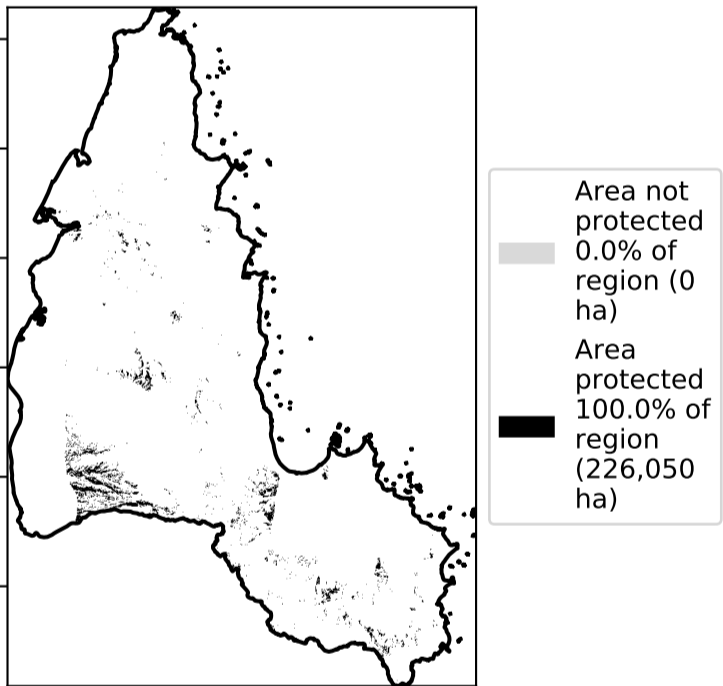 Area not
protected
0.0% of
region (0
ha)
Area
protected
100.0% of
region
(226,050
ha)